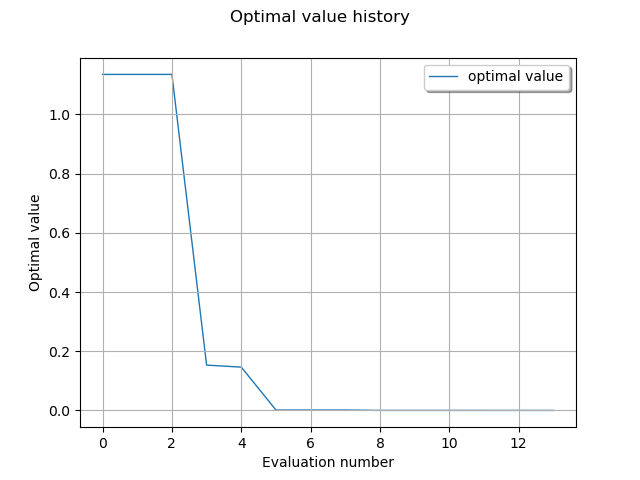 Optimal value history
optimal value
1.0
0.8
0.6
0.4
0.2
0.0
Optimal value
0 2 4 6 8 10 12
Evaluation number